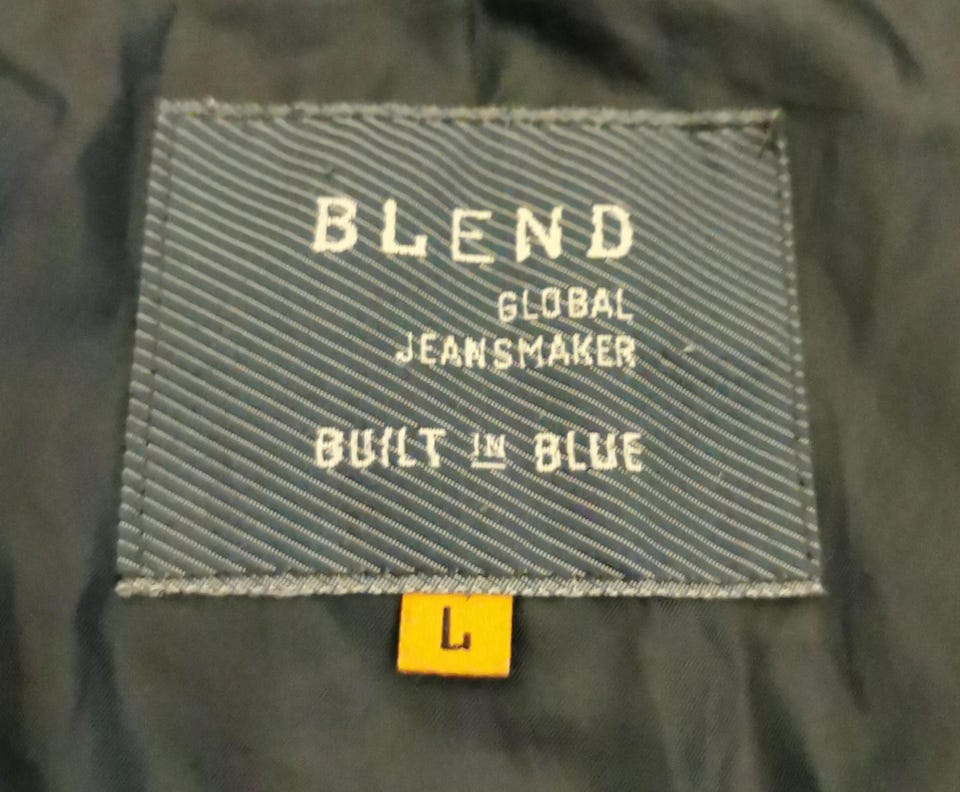 BLEND
GLOBAL
JEANSMAKER
BUILT IN BLUE
L